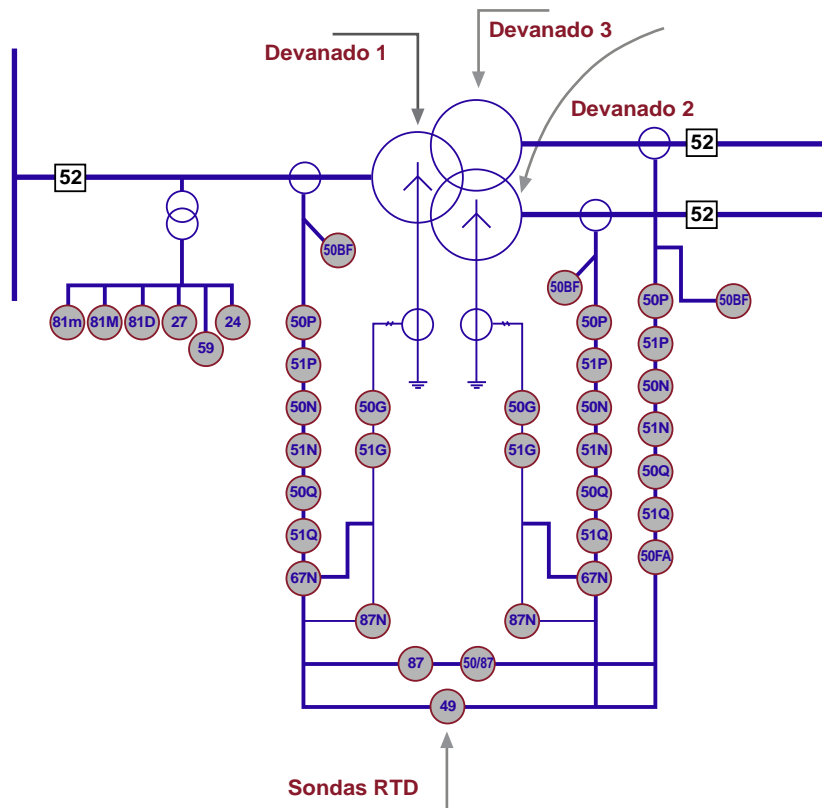 Devanado 3
Devanado 1
Devanado 2
52
52
52
50BF
50BF
50BF
81m
81M
81D
27
59
24
50P
51P
50N
51N
50Q
51Q
67N
50G
51G
87N
50G
51G
87N
50P
51P
50N
51N
50Q
51Q
67N
50P
51P
50N
51N
50Q
51Q
50FA
87
50/87
49
Sondas RTD